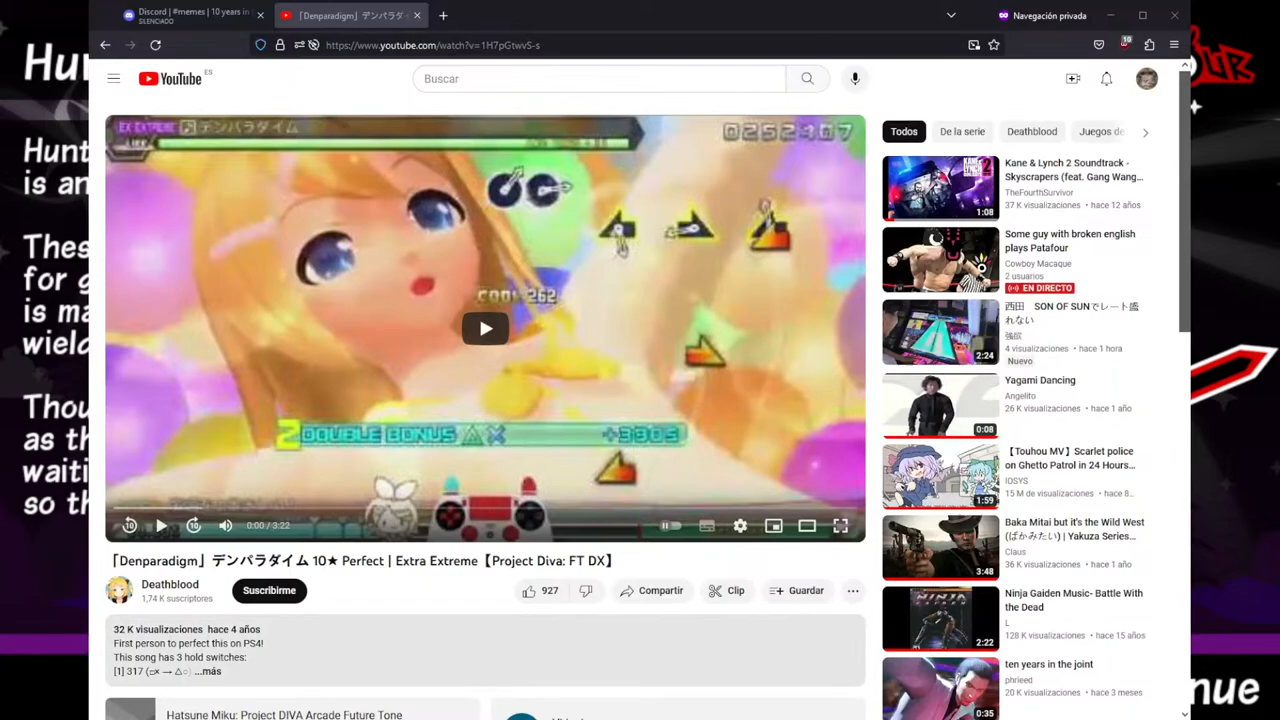 Discord | #memes | 10 years in
SILENCIADO
「Denparadigm」デンパラダイ
Navegación privada
https://www.youtube.com/watch?v=1H7pGtwvS-s
10
YouTube
ES
Buscar
EX EXTREME デンパラダイム
LIFE
0252407
COOL 262
2 DOUBLE BONUS △ ×
+3805
0:00 / 3:22
「Denparadigm」デンパラダイム 10★ Perfect | Extra Extreme【Project Diva: FT DX】
Deathblood
1,74 K suscriptores
Suscribirme
927
Compartir
Clip
Guardar
32 K visualizaciones hace 4 años
First person to perfect this on PS4!
This song has 3 hold switches:
[1] 317 (□× → △○) ...más
Hatsune Miku: Project DIVA Arcade Future Tone
Todos
De la serie
Deathblood
Juegos de
Kane & Lynch 2 Soundtrack -
Skyscrapers (feat. Gang Wang...
TheFourthSurvivor
37 K visualizaciones • hace 12 años
1:08
Some guy with broken english
plays Patafour
Cowboy Macaque
2 usuarios
EN DIRECTO
西田 SON OF SUNでレート盛
れない
強欲
4 visualizaciones • hace 1 hora
Nuevo
2:24
Yagami Dancing
Angelito
26 K visualizaciones • hace 1 año
0:08
【Touhou MV】Scarlet police
on Ghetto Patrol in 24 Hours...
IOSYS
15 M de visualizaciones • hace 8...
1:59
Baka Mitai but it's the Wild West
(ばかみたい) | Yakuza Series...
Claus
36 K visualizaciones • hace 1 año
3:48
Ninja Gaiden Music- Battle With
the Dead
L
128 K visualizaciones • hace 15 años
2:22
ten years in the joint
phrieed
20 K visualizaciones • hace 3 meses
0:35
Hunt
is an
These
for g
is ma
wield
Thou
as th
waiti
so th
nue